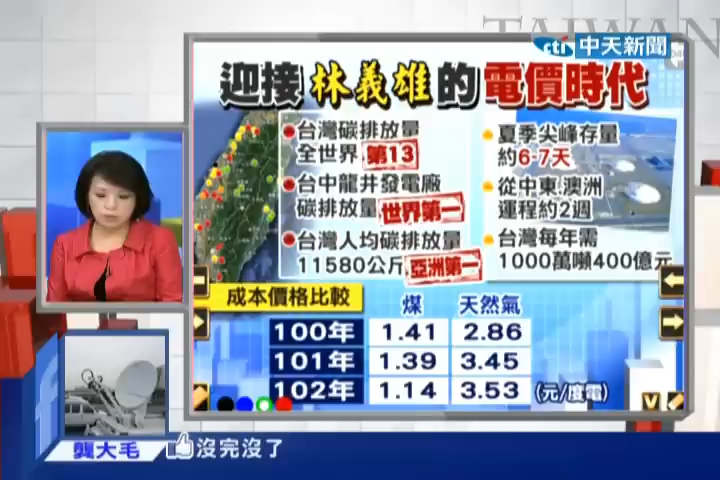 TAIWAN
cti 中天新聞
迎接林義雄的電價時代
台灣碳排放量
全世界 第13
台中龍井發電廠
碳排放量 世界第一
台灣人均碳排放量
11580公斤 亞洲第一
夏季尖峰存量
約6-7天
從中東、澳洲
運程約2週
台灣每年需
1000萬噸400億元
成本價格比較 煤 天然氣
100年 1.41 2.86
101年 1.39 3.45
102年 1.14 3.53 (元/度電)
龔大毛 沒完沒了